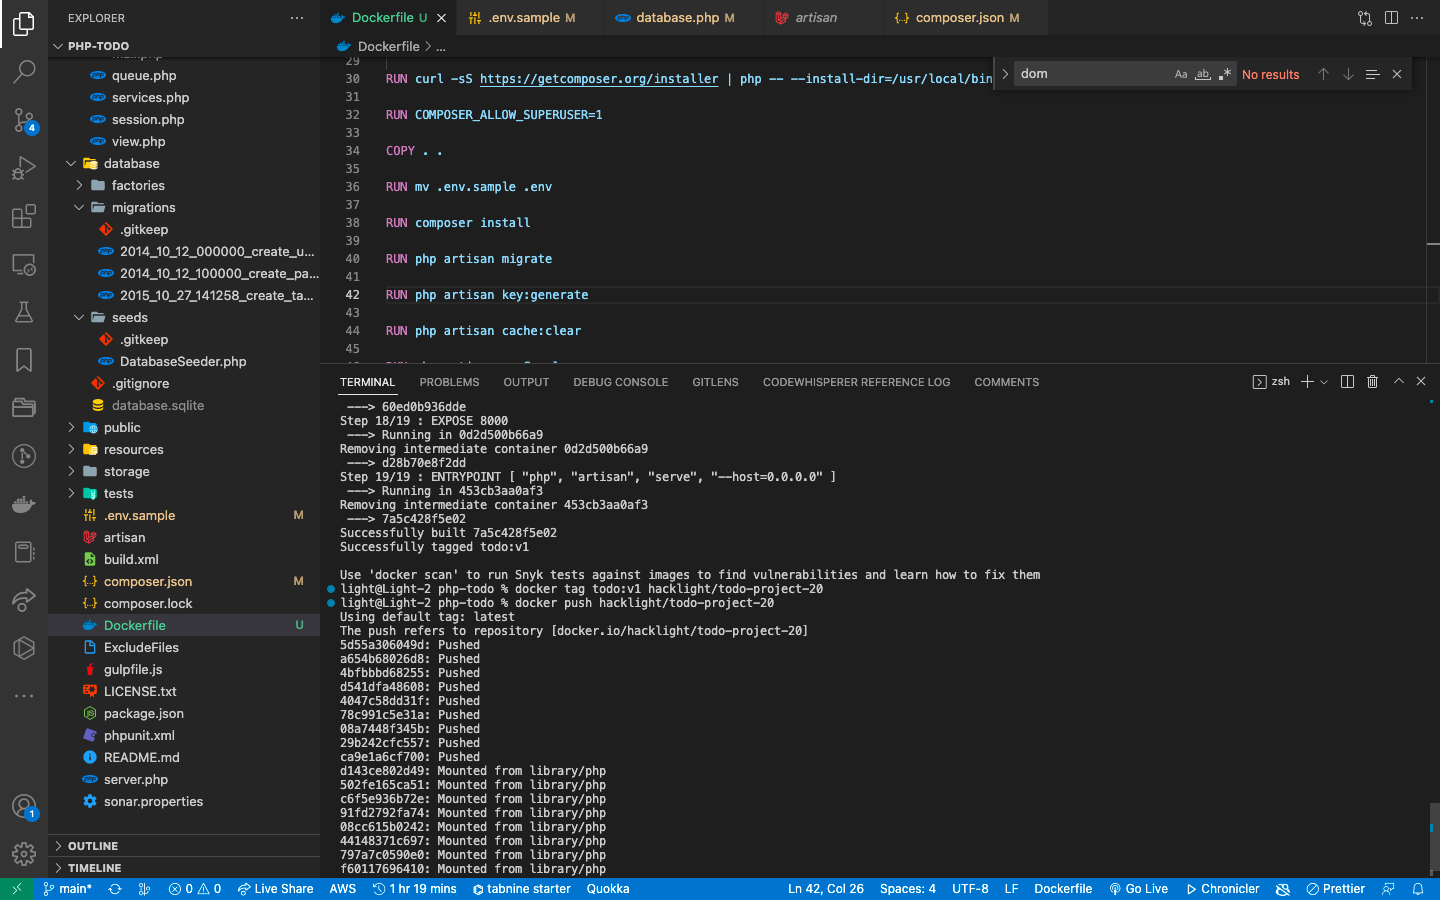 EXPLORER
PHP-TODO
queue.php
services.php
session.php
view.php
database
factories
migrations
.gitkeep
2014_10_12_000000_create_u...
2014_10_12_100000_create_pa...
2015_10_27_141258_create_ta...
seeds
.gitkeep
DatabaseSeeder.php
.gitignore
database.sqlite
public
resources
storage
tests
.env.sample M
artisan
build.xml
composer.json M
composer.lock
Dockerfile U
ExcludeFiles
gulpfile.js
LICENSE.txt
package.json
phpunit.xml
README.md
server.php
sonar.properties
OUTLINE
TIMELINE
4
1
Dockerfile U
.env.sample M
database.php M
artisan
{..} composer.json M
Dockerfile > ...
dom
Aa ab .*
No results
29
30 RUN curl -sS https://getcomposer.org/installer | php -- --install-dir=/usr/local/bin
31
32 RUN COMPOSER_ALLOW_SUPERUSER=1
33
34 COPY . .
35
36 RUN mv .env.sample .env
37
38 RUN composer install
39
40 RUN php artisan migrate
41
42 RUN php artisan key:generate
43
44 RUN php artisan cache:clear
45
TERMINAL PROBLEMS OUTPUT DEBUG CONSOLE GITLENS CODEWHISPERER REFERENCE LOG COMMENTS
zsh
---> 60ed0b936dde
Step 18/19 : EXPOSE 8000
---> Running in 0d2d500b66a9
Removing intermediate container 0d2d500b66a9
---> d28b70e8f2dd
Step 19/19 : ENTRYPOINT [ "php", "artisan", "serve", "--host=0.0.0.0" ]
---> Running in 453cb3aa0af3
Removing intermediate container 453cb3aa0af3
---> 7a5c428f5e02
Successfully built 7a5c428f5e02
Successfully tagged todo:v1
Use 'docker scan' to run Snyk tests against images to find vulnerabilities and learn how to fix them
light@Light-2 php-todo % docker tag todo:v1 hacklight/todo-project-20
light@Light-2 php-todo % docker push hacklight/todo-project-20
Using default tag: latest
The push refers to repository [docker.io/hacklight/todo-project-20]
5d55a306049d: Pushed
a654b68026d8: Pushed
4bfbbbd68255: Pushed
d541dfa48608: Pushed
4047c58dd31f: Pushed
78c991c5e31a: Pushed
08a7448f345b: Pushed
29b242cfc557: Pushed
ca9e1a6cf700: Pushed
d143ce802d49: Mounted from library/php
502fe165ca51: Mounted from library/php
c6f5e936b72e: Mounted from library/php
91fd2792fa74: Mounted from library/php
08cc615b0242: Mounted from library/php
44148371c697: Mounted from library/php
797a7c0590e0: Mounted from library/php
f60117696410: Mounted from library/php
main* 0 0 Live Share AWS 1 hr 19 mins tabnine starter Quokka Ln 42, Col 26 Spaces: 4 UTF-8 LF Dockerfile Go Live Chronicler Prettier